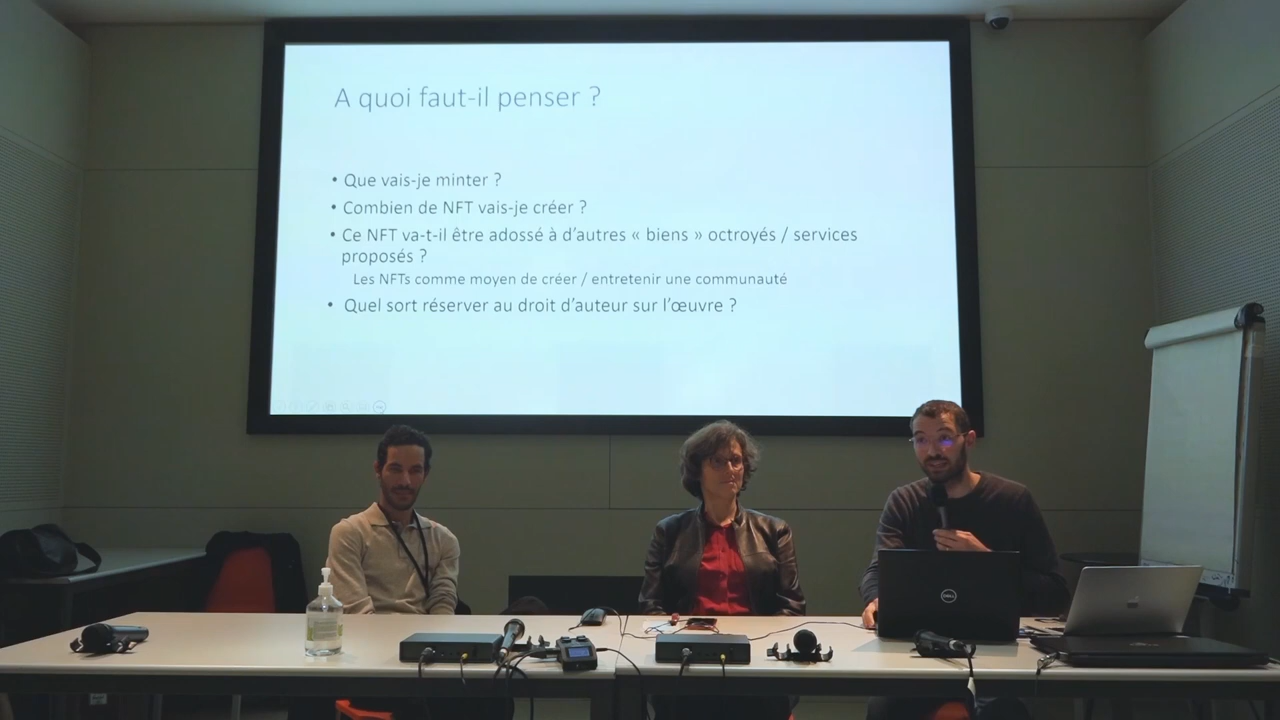 A quoi faut-il penser ?
• Que vais-je minter ?
• Combien de NFT vais-je créer ?
• Ce NFT va-t-il être adossé à d'autres « biens » octroyés / services
proposés ?
Les NFTs comme moyen de créer / entretenir une communauté
• Quel sort réserver au droit d'auteur sur l'œuvre ?
DELL